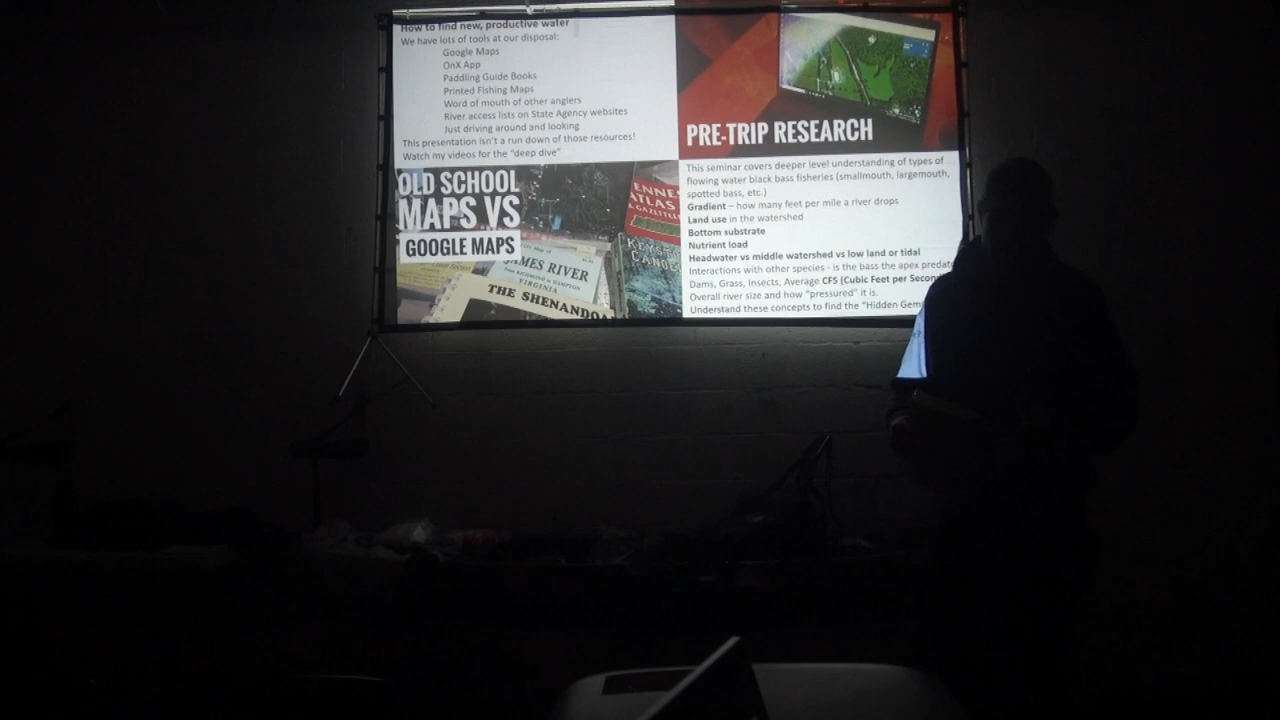 How to find new, productive water
We have lots of tools at our disposal:
Google Maps
OnX App
Paddling Guide Books
Printed Fishing Maps
Word of mouth of other anglers
River access lists on State Agency websites
Just driving around and looking
This presentation isn't a run down of those resources!
Watch my videos for the "deep dive"
PRE-TRIP RESEARCH
OLD SCHOOL
MAPS VS
GOOGLE MAPS
ENNE
ATLAS
& GAZETTEER
KEYST
CANOE
JAMES RIVER
VIRGINIA
THE SHENANDOA
This seminar covers deeper level understanding of types of
flowing water black bass fisheries (smallmouth, largemouth,
spotted bass, etc.)
Gradient – how many feet per mile a river drops
Land use in the watershed
Bottom substrate
Nutrient load
Headwater vs middle watershed vs low land or tidal
Interactions with other species - is the bass the apex predato
Dams, Grass, Insects, Average CFS (Cubic Feet per Secon
Overall river size and how "pressured" it is.
Understand these concepts to find the "Hidden Gem